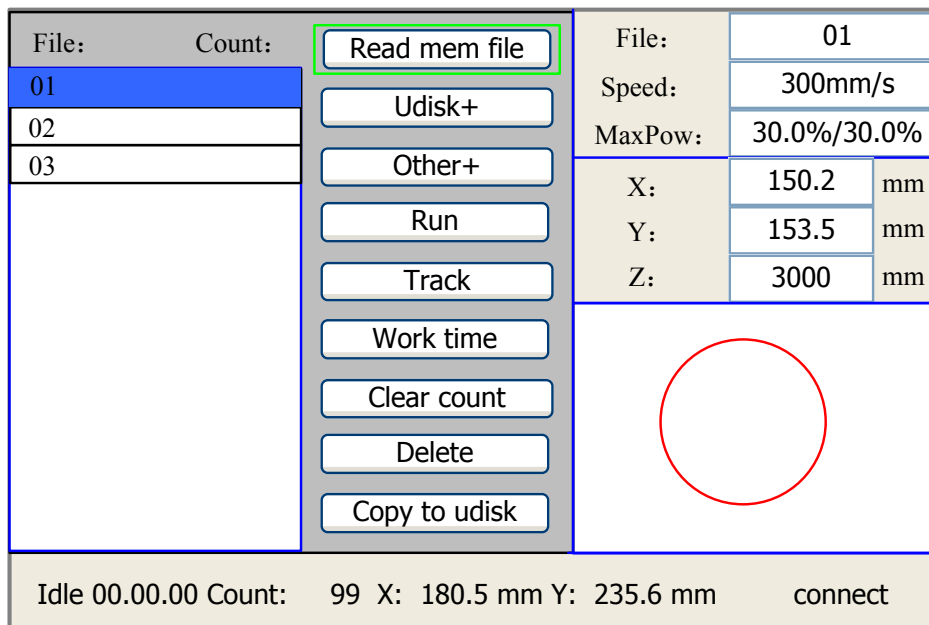 File： Count：
01
02
03
Read mem file
Udisk+
Other+
Run
Track
Work time
Clear count
Delete
Copy to udisk
File： 01
Speed： 300mm/s
MaxPow： 30.0%/30.0%
X： 150.2 mm
Y： 153.5 mm
Z： 3000 mm
Idle 00.00.00 Count: 99 X: 180.5 mm Y: 235.6 mm connect